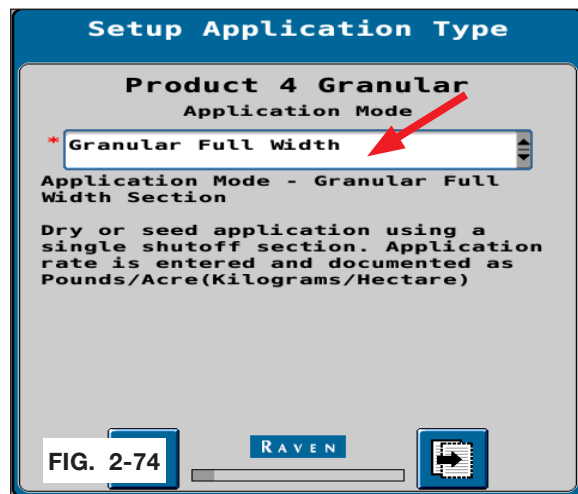 Setup Application Type
Product 4 Granular
Application Mode
* Granular Full Width
Application Mode - Granular Full
Width Section
Dry or seed application using a
single shutoff section. Application
rate is entered and documented as
Pounds/Acre(Kilograms/Hectare)
RAVEN
FIG. 2-74